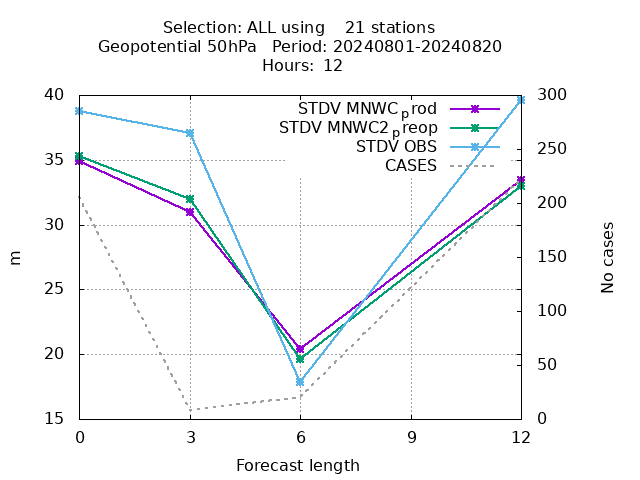 Selection: ALL using    21 stations
Geopotential 50hPa   Period: 20240801-20240820
Hours:  12
STDV MNWC_prod
STDV MNWC2_preop
STDV OBS
CASES
40
35
30
25
20
15
m
300
250
200
150
100
50
0
No cases
0 3 6 9 12
Forecast length